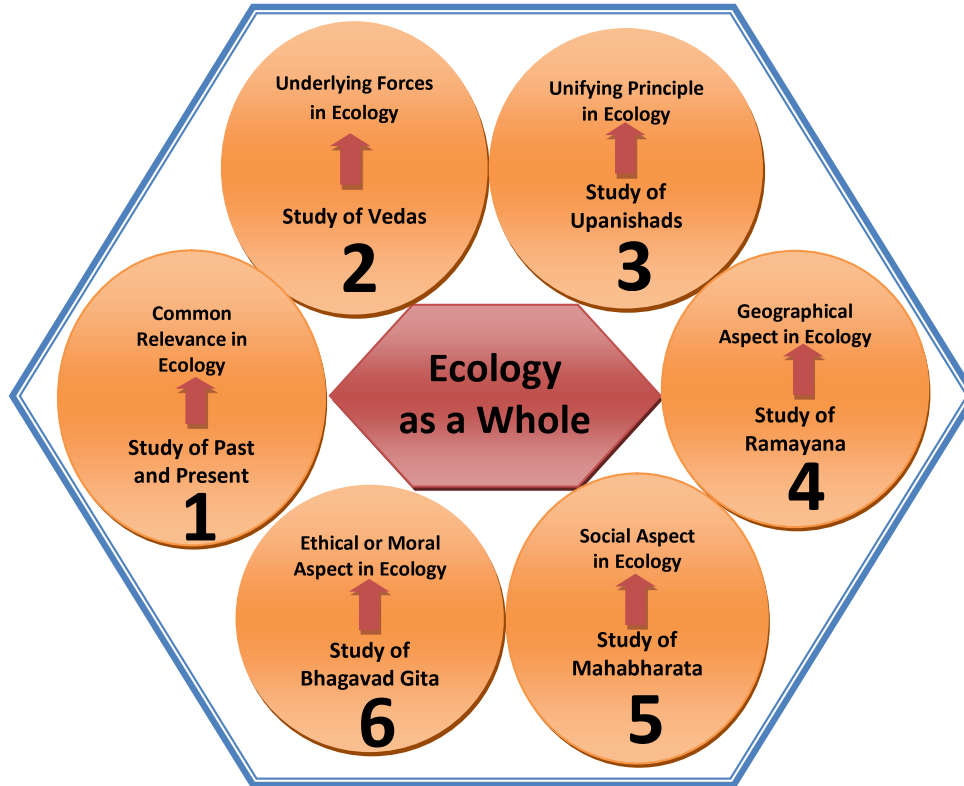 Underlying Forces
in Ecology
Study of Vedas
2
Unifying Principle
in Ecology
Study of
Upanishads
3
Common
Relevance in
Ecology
Study of Past
and Present
1
Ecology
as a Whole
Geographical
Aspect in Ecology
Study of
Ramayana
4
Ethical or Moral
Aspect in Ecology
Study of
Bhagavad Gita
6
Social Aspect
in Ecology
Study of
Mahabharata
5